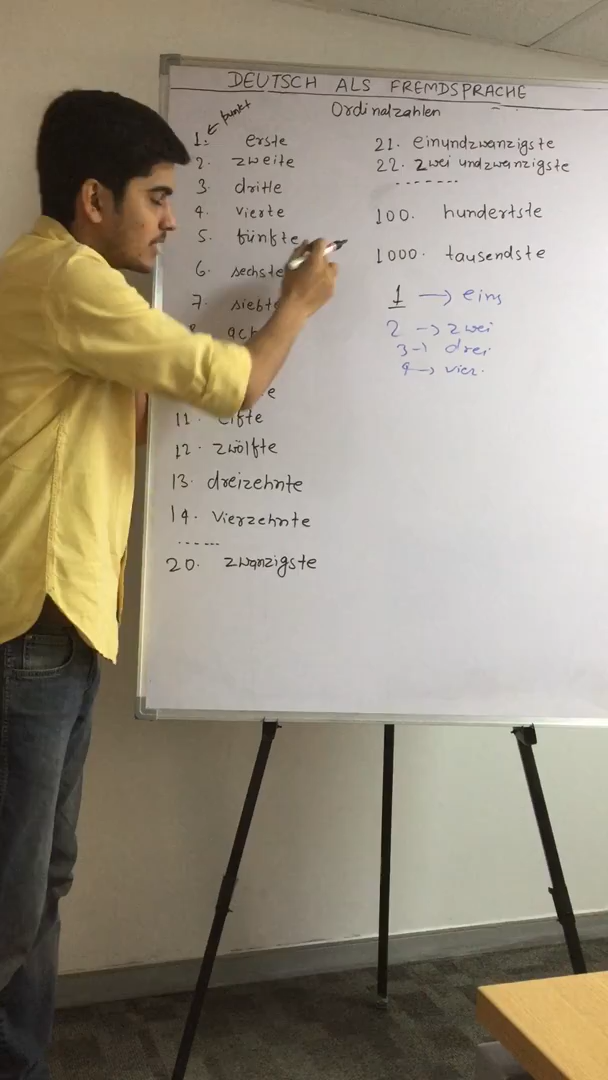 DEUTSCH ALS FREMDSPRACHE
Ordinalzahlen
punkt
1. erste
2. zweite
3. dritte
4. vierte
5. fünfte
6. sechste
7. siebte
11. elfte
12. zwölfte
13. dreizehnte
14. vierzehnte
......
20. zwanzigste
21. einundzwanzigste
22. zweiundzwanzigste
.......
100. hundertste
1000. tausendste
1 → eins
2 → zwei
3 → drei
4 → vier.